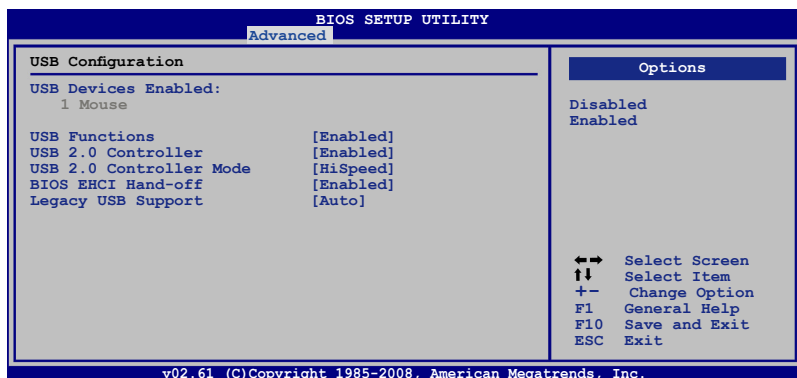 BIOS SETUP UTILITY
Advanced
USB Configuration
USB Devices Enabled:
1 Mouse
USB Functions [Enabled]
USB 2.0 Controller [Enabled]
USB 2.0 Controller Mode [HiSpeed]
BIOS EHCI Hand-off [Enabled]
Legacy USB Support [Auto]
Options
Disabled
Enabled
←→ Select Screen
↑↓ Select Item
+- Change Option
F1 General Help
F10 Save and Exit
ESC Exit
v02.61 (C)Copyright 1985-2008, American Megatrends, Inc.